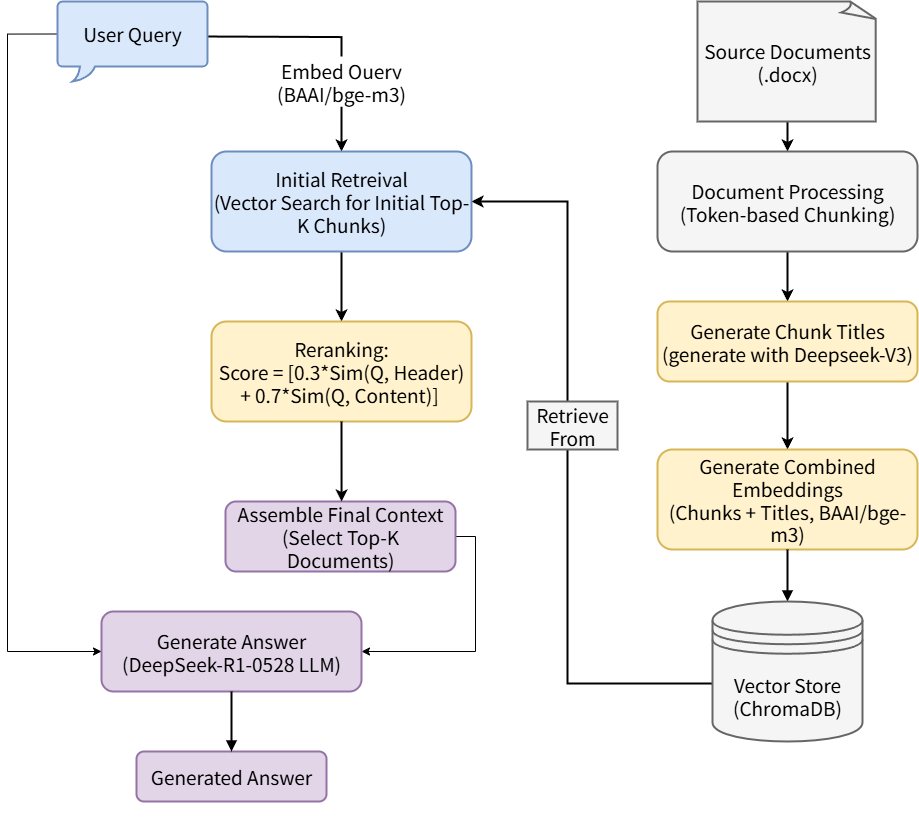 User Query
Embed Query
(BAAI/bge-m3)
Initial Retreival
(Vector Search for Initial Top-
K Chunks)
Reranking:
Score = [0.3*Sim(Q, Header)
+ 0.7*Sim(Q, Content)]
Assemble Final Context
(Select Top-K
Documents)
Generate Answer
(DeepSeek-R1-0528 LLM)
Generated Answer
Retrieve
From
Source Documents
(.docx)
Document Processing
(Token-based Chunking)
Generate Chunk Titles
(generate with Deepseek-V3)
Generate Combined
Embeddings
(Chunks + Titles, BAAI/bge-
m3)
Vector Store
(ChromaDB)